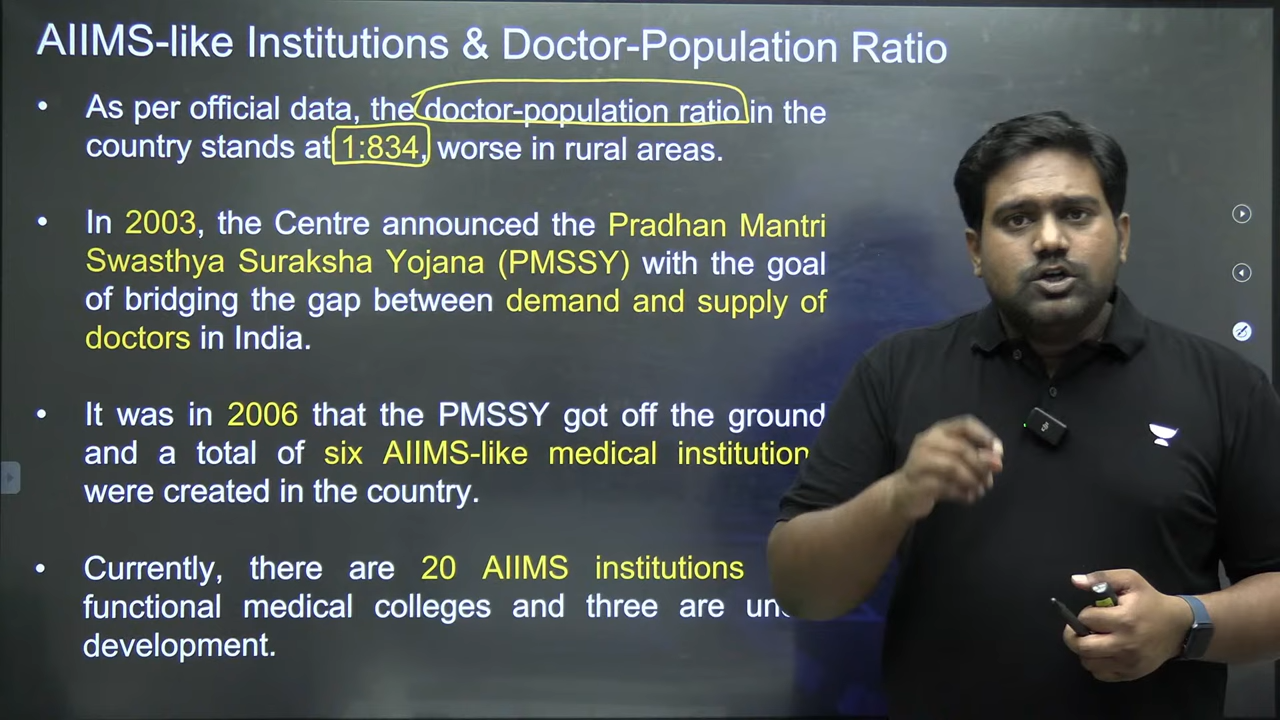 AIIMS-like Institutions & Doctor-Population Ratio
• As per official data, the doctor-population ratio in the
country stands at 1:834, worse in rural areas.
• In 2003, the Centre announced the Pradhan Mantri
Swasthya Suraksha Yojana (PMSSY) with the goal
of bridging the gap between demand and supply of
doctors in India.
• It was in 2006 that the PMSSY got off the ground
and a total of six AIIMS-like medical institution
were created in the country.
• Currently, there are 20 AIIMS institutions
functional medical colleges and three are
development.